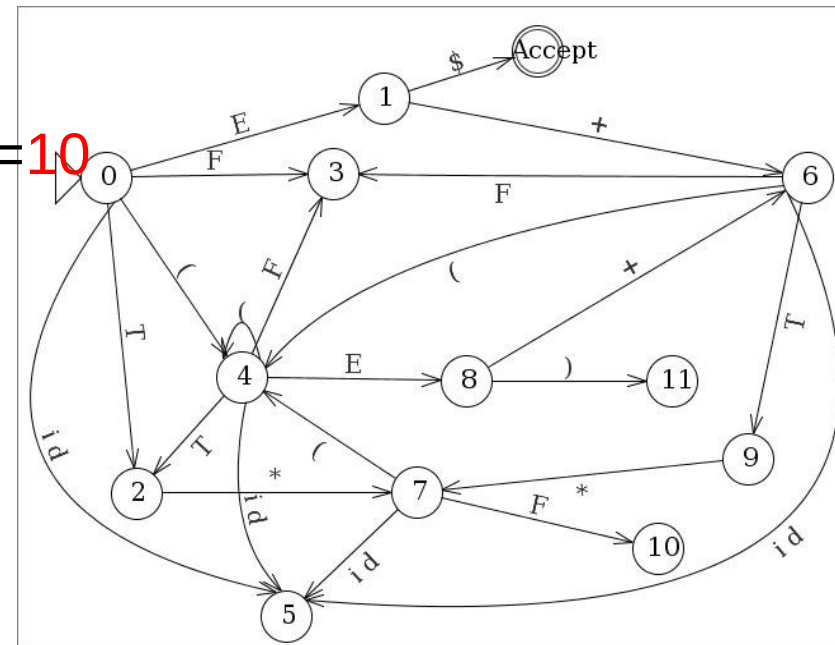 $ Accept
1
E +
=10 0 F 3 6
F
( ( +
F
T ( T
4 E 8 ) 11
T ( 9
id * *
2 id 7 F
10
id id
5